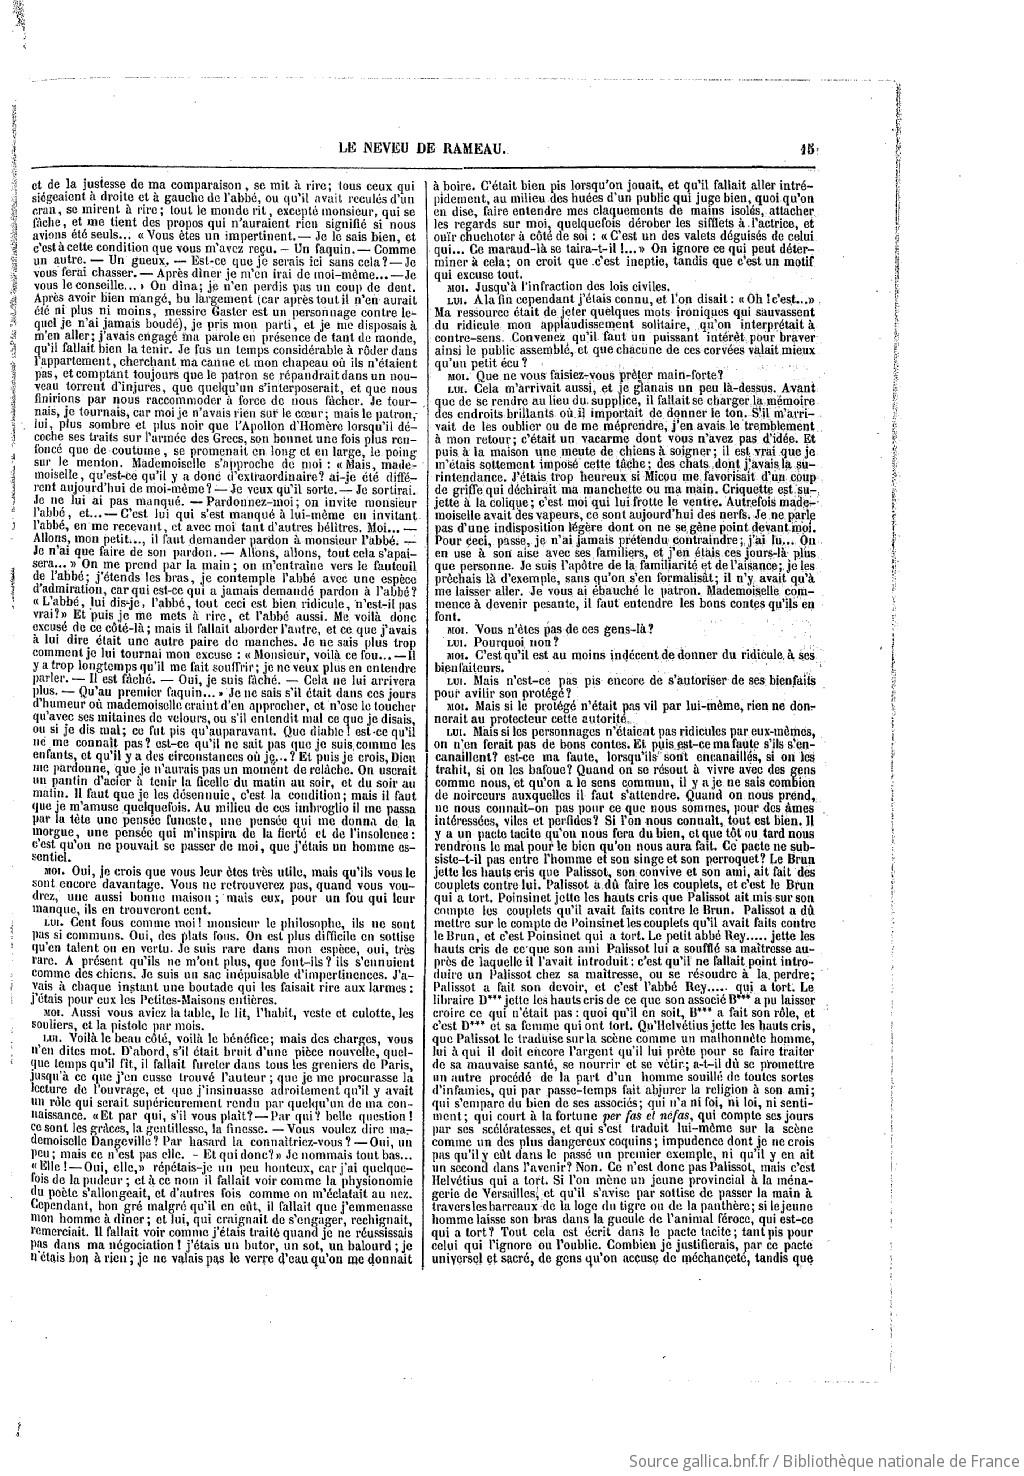 LE NEVEU DE RAMEAU.
15
et de la justesse de ma comparaison, se mit à rire; tous ceux qui
siégeaient à droite et à gauche de l'abbé, ou qu'il avait reculés d'un
cran, se mirent à rire; tout le monde rit, excepté monsieur, qui se
fâche, et me tient des propos qui n'auraient rien signifié si nous
avions été seuls... « Vous êtes un impertinent. — Je le sais bien, et
c'est à cette condition que vous m'avez reçu. — Un faquin. — Comme
un autre. — Un gueux. — Est-ce que je serais ici sans cela? — Je
vous ferai chasser. — Après dîner je m'en irai de moi-même... — Je
vous le conseille... » On dîna; je n'en perdis pas un coup de dent.
Après avoir bien mangé, bu largement (car après tout il n'en aurait
été ni plus ni moins, messire Gaster est un personnage contre le-
quel je n'ai jamais boudé), je pris mon parti, et je me disposais à
m'en aller; j'avais engagé ma parole en présence de tant de monde,
qu'il fallait bien la tenir. Je fus un temps considérable à rôder dans
l'appartement, cherchant ma canne et mon chapeau où ils n'étaient
pas, et comptant toujours que le patron se répandrait dans un nou-
veau torrent d'injures, que quelqu'un s'interposerait, et que nous
finirions par nous raccommoder à force de nous fâcher. Je tour-
nais, je tournais, car moi je n'avais rien sur le cœur; mais le patron,
lui, plus sombre et plus noir que l'Apollon d'Homère lorsqu'il dé-
coche ses traits sur l'armée des Grecs, son bonnet une fois plus ren-
foncé que de coutume, se promenait en long et en large, le poing
sur le menton. Mademoiselle s'approche de moi : « Mais, made-
moiselle, qu'est-ce qu'il y a donc d'extraordinaire? ai-je été diffé-
rent aujourd'hui de moi-même? — Je veux qu'il sorte. — Je sortirai.
Je ne lui ai pas manqué. — Pardonnez-moi; on invite monsieur
l'abbé, et... — C'est lui qui s'est manqué à lui-même en invitant
l'abbé, en me recevant, et avec moi tant d'autres bélitres. Moi... —
Allons, mon petit..., il faut demander pardon à monsieur l'abbé. —
Je n'ai que faire de son pardon. — Allons, allons, tout cela s'apai-
sera... » On me prend par la main; on m'entraîne vers le fauteuil
de l'abbé; j'étends les bras, je contemple l'abbé avec une espèce
d'admiration, car qui est-ce qui a jamais demandé pardon à l'abbé?
« L'abbé, lui dis-je, l'abbé, tout ceci est bien ridicule, n'est-il pas
vrai? » Et puis je me mets à rire, et l'abbé aussi. Me voilà donc
excusé de ce côté-là; mais il fallait aborder l'autre, et ce que j'avais
à lui dire était une autre paire de manches. Je ne sais plus trop
comment je lui tournai mon excuse : « Monsieur, voilà ce fou... — Il
y a trop longtemps qu'il me fait souffrir; je ne veux plus en entendre
parler. — Il est fâché. — Oui, je suis fâché. — Cela ne lui arrivera
plus. — Qu'au premier faquin... » Je ne sais s'il était dans ces jours
d'humeur où mademoiselle craint d'en approcher, et n'ose le toucher
qu'avec ses mitaines de velours, ou s'il entendit mal ce que je disais,
ou si je dis mal; ce fut pis qu'auparavant. Que diable! est-ce qu'il
ne me connaît pas? est-ce qu'il ne sait pas que je suis comme les
enfants, et qu'il y a des circonstances où je...? Et puis je crois, Dieu
me pardonne, que je n'aurais pas un moment de relâche. On userait
un pantin d'acier à tenir la ficelle du matin au soir, et du soir au
matin. Il faut que je les désennuie, c'est la condition; mais il faut
que je m'amuse quelquefois. Au milieu de ces imbroglio il me passa
par la tête une pensée funeste, une pensée qui me donna de la
morgue, une pensée qui m'inspira de la fierté et de l'insolence :
c'est qu'on ne pouvait se passer de moi, que j'étais un homme es-
sentiel.
MOI. Oui, je crois que vous leur êtes très utile, mais qu'ils vous le
sont encore davantage. Vous ne retrouverez pas, quand vous vou-
drez, une aussi bonne maison; mais eux, pour un fou qui leur
manque, ils en trouveront cent.
LUI. Cent fous comme moi! monsieur le philosophe, ils ne sont
pas si communs. Oui, des plats fous. On est plus difficile en sottise
qu'en talent ou en vertu. Je suis rare dans mon espèce, oui, très
rare. A présent qu'ils ne m'ont plus, que font-ils? ils s'ennuient
comme des chiens. Je suis un sac inépuisable d'impertinences. J'a-
vais à chaque instant une boutade qui les faisait rire aux larmes :
j'étais pour eux les Petites-Maisons entières.
MOI. Aussi vous aviez la table, le lit, l'habit, veste et culotte, les
souliers, et la pistole par mois.
LUI. Voilà le beau côté, voilà le bénéfice; mais des charges, vous
n'en dites mot. D'abord, s'il était bruit d'une pièce nouvelle, quel-
que temps qu'il fît, il fallait fureter dans tous les greniers de Paris,
jusqu'à ce que j'en eusse trouvé l'auteur; que je me procurasse la
lecture de l'ouvrage, et que j'insinuasse adroitement qu'il y avait
un rôle qui serait supérieurement rendu par quelqu'un de ma con-
naissance. « Et par qui, s'il vous plaît? — Par qui? belle question!
ce sont les grâces, la gentillesse, la finesse. — Vous voulez dire ma-
demoiselle Dangeville? Par hasard la connaîtriez-vous? — Oui, un
peu; mais ce n'est pas elle. - Et qui donc? » Je nommais tout bas...
« Elle! — Oui, elle, » répétais-je un peu honteux, car j'ai quelque-
fois de la pudeur; et à ce nom il fallait voir comme la physionomie
du poète s'allongeait, et d'autres fois comme on m'éclatait au nez.
Cependant, bon gré malgré qu'il en eût, il fallait que j'emmenasse
mon homme à dîner; et lui, qui craignait de s'engager, rechignait,
remerciait. Il fallait voir comme j'étais traité quand je ne réussissais
pas dans ma négociation! j'étais un butor, un sot, un balourd; je
n'étais bon à rien; je ne valais pas le verre d'eau qu'on me donnait
à boire. C'était bien pis lorsqu'on jouait, et qu'il fallait aller intré-
pidement, au milieu des huées d'un public qui juge bien, quoi qu'on
en dise, faire entendre mes claquements de mains isolés, attacher
les regards sur moi, quelquefois dérober les sifflets à l'actrice, et
ouïr chuchoter à côté de soi : « C'est un des valets déguisés de celui
qui... Ce maraud-là se taira-t-il!... » On ignore ce qui peut déter-
miner à cela; on croit que c'est ineptie, tandis que c'est un motif
qui excuse tout.
MOI. Jusqu'à l'infraction des lois civiles.
LUI. A la fin cependant j'étais connu, et l'on disait : « Oh! c'est... »
Ma ressource était de jeter quelques mots ironiques qui sauvassent
du ridicule mon applaudissement solitaire, qu'on interprétait à
contre-sens. Convenez qu'il faut un puissant intérêt pour braver
ainsi le public assemblé, et que chacune de ces corvées valait mieux
qu'un petit écu?
MOI. Que ne vous faisiez-vous prêter main-forte?
LUI. Cela m'arrivait aussi, et je glanais un peu là-dessus. Avant
que de se rendre au lieu du supplice, il fallait se charger la mémoire
des endroits brillants où il importait de donner le ton. S'il m'arri-
vait de les oublier ou de me méprendre, j'en avais le tremblement
à mon retour; c'était un vacarme dont vous n'avez pas d'idée. Et
puis à la maison une meute de chiens à soigner; il est vrai que je
m'étais sottement imposé cette tâche; des chats dont j'avais la su-
rintendance. J'étais trop heureux si Micou me favorisait d'un coup
de griffe qui déchirait ma manchette ou ma main. Criquette est su-
jette à la colique; c'est moi qui lui frotte le ventre. Autrefois made-
moiselle avait des vapeurs, ce sont aujourd'hui des nerfs. Je ne parle
pas d'une indisposition légère dont on ne se gêne point devant moi.
Pour ceci, passe, je n'ai jamais prétendu contraindre; j'ai lu... On
en use à son aise avec ses familiers, et j'en étais ces jours-là plus
que personne. Je suis l'apôtre de la familiarité et de l'aisance; je les
prêchais là d'exemple, sans qu'on s'en formalisât; il n'y avait qu'à
me laisser aller. Je vous ai ébauché le patron. Mademoiselle com-
mence à devenir pesante, il faut entendre les bons contes qu'ils en
font.
MOI. Vous n'êtes pas de ces gens-là?
LUI. Pourquoi non?
MOI. C'est qu'il est au moins indécent de donner du ridicule à ses
bienfaiteurs.
LUI. Mais n'est-ce pas pis encore de s'autoriser de ses bienfaits
pour avilir son protégé?
MOI. Mais si le protégé n'était pas vil par lui-même, rien ne don-
nerait au protecteur cette autorité.
LUI. Mais si les personnages n'étaient pas ridicules par eux-mêmes,
on n'en ferait pas de bons contes. Et puis est-ce ma faute s'ils s'en-
canaillent? est-ce ma faute, lorsqu'ils sont encanaillés, si on les
trahit, si on les bafoue? Quand on se résout à vivre avec des gens
comme nous, et qu'on a le sens commun, il y a je ne sais combien
de noirceurs auxquelles il faut s'attendre. Quand on nous prend,
ne nous connaît-on pas pour ce que nous sommes, pour des âmes
intéressées, viles et perfides? Si l'on nous connaît, tout est bien. Il
y a un pacte tacite qu'on nous fera du bien, et que tôt ou tard nous
rendrons le mal pour le bien qu'on nous aura fait. Ce pacte ne sub-
siste-t-il pas entre l'homme et son singe et son perroquet? Le Brun
jette les hauts cris que Palissot, son convive et son ami, ait fait des
couplets contre lui. Palissot a dû faire les couplets, et c'est le Brun
qui a tort. Poinsinet jette les hauts cris que Palissot ait mis sur son
compte les couplets qu'il avait faits contre le Brun. Palissot a dû
mettre sur le compte de Poinsinet les couplets qu'il avait faits contre
le Brun, et c'est Poinsinet qui a tort. Le petit abbé Rey..... jette les
hauts cris de ce que son ami Palissot lui a soufflé sa maîtresse au-
près de laquelle il l'avait introduit : c'est qu'il ne fallait point intro-
duire un Palissot chez sa maîtresse, ou se résoudre à la perdre;
Palissot a fait son devoir, et c'est l'abbé Rey..... qui a tort. Le
libraire D*** jette les hauts cris de ce que son associé B*** a pu laisser
croire ce qui n'était pas : quoi qu'il en soit, B*** a fait son rôle, et
c'est D*** et sa femme qui ont tort. Qu'Helvétius jette les hauts cris,
que Palissot le traduise sur la scène comme un malhonnête homme,
lui à qui il doit encore l'argent qu'il lui prête pour se faire traiter
de sa mauvaise santé, se nourrir et se vêtir; a-t-il dû se promettre
un autre procédé de la part d'un homme souillé de toutes sortes
d'infamies, qui par passe-temps fait abjurer la religion à son ami;
qui s'empare du bien de ses associés; qui n'a ni foi, ni loi, ni senti-
ment; qui court à la fortune per fas et nefas, qui compte ses jours
par ses scélératesses, et qui s'est traduit lui-même sur la scène
comme un des plus dangereux coquins; impudence dont je ne crois
pas qu'il y eût dans le passé un premier exemple, ni qu'il y en ait
un second dans l'avenir? Non. Ce n'est donc pas Palissot, mais c'est
Helvétius qui a tort. Si l'on mène un jeune provincial à la ména-
gerie de Versailles, et qu'il s'avise par sottise de passer la main à
travers les barreaux de la loge du tigre ou de la panthère; si le jeune
homme laisse son bras dans la gueule de l'animal féroce, qui est-ce
qui a tort? Tout cela est écrit dans le pacte tacite; tant pis pour
celui qui l'ignore ou l'oublie. Combien je justifierais, par ce pacte
universel et sacré, de gens qu'on accuse de méchanceté, tandis que
Source gallica.bnf.fr / Bibliothèque nationale de France